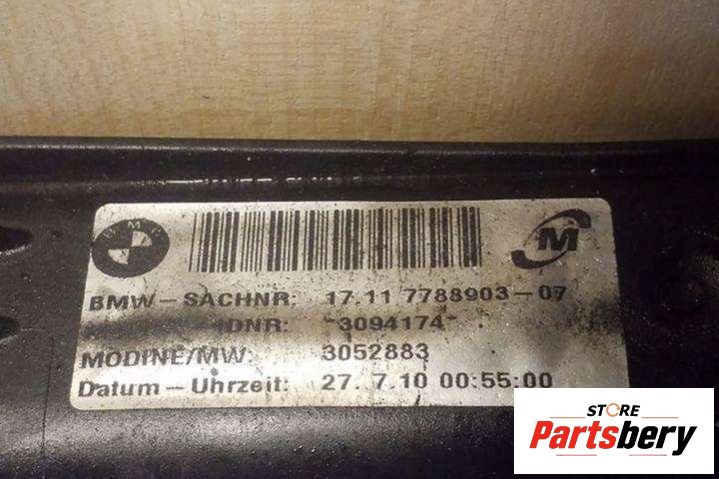 BMW
M
BMW-SACHNR: 17.11 7788903-07
IDNR: -3094174-
MODINE/MW: 3052883
Datum-Uhrzeit: 27. 7.10 00:55:00
STORE
Partsbery